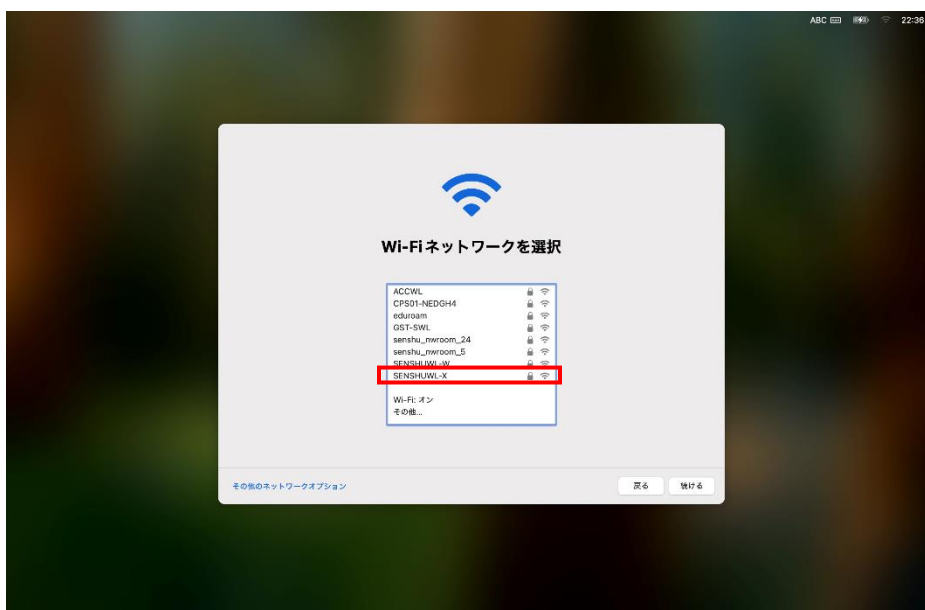 ABC 22:36
Wi-Fiネットワークを選択
ACCWL
CPS01-NEDGH4
eduroam
GST-SWL
senshu_nwroom_24
senshu_nwroom_5
SENSHUWL-W
SENSHUWL-X
Wi-Fi: オン
その他...
その他のネットワークオプション
戻る 続ける